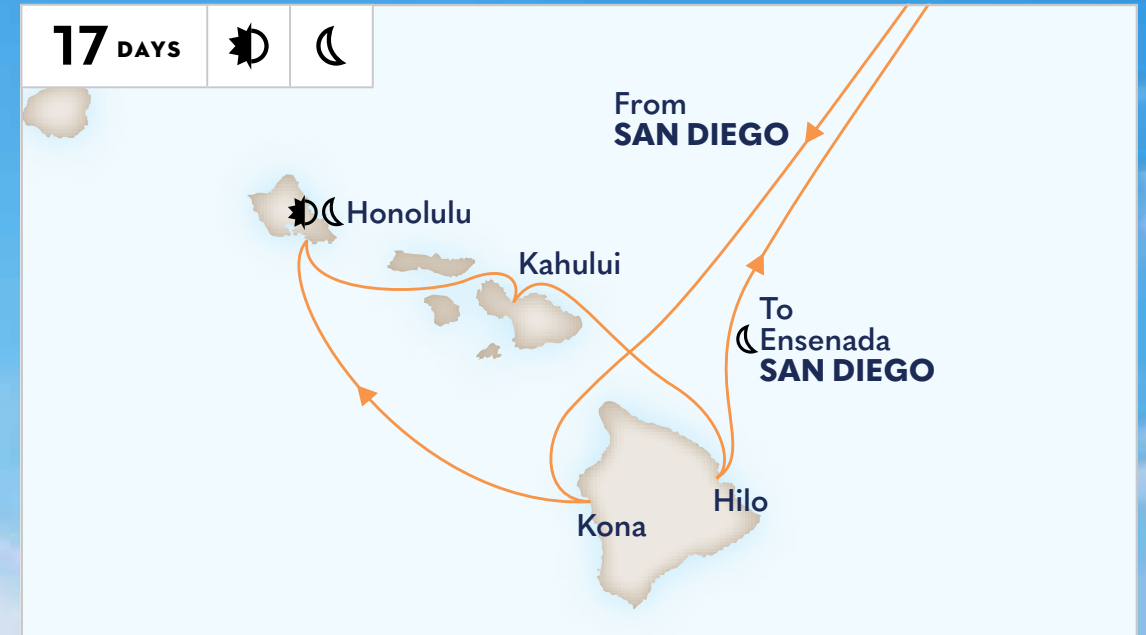 17 DAYS
From
SAN DIEGO
Honolulu
Kahului
To
Ensenada
SAN DIEGO
Hilo
Kona